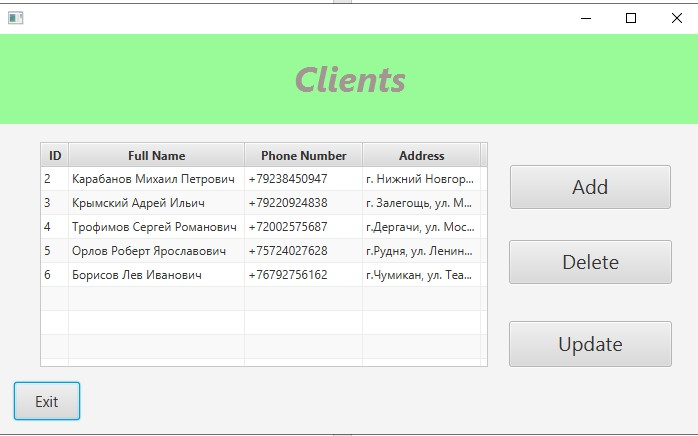 Clients
ID Full Name Phone Number Address
2 Карабанов Михаил Петрович +79238450947 г. Нижний Новгор...
3 Крымский Адрей Ильич +79220924838 г. Залегощь, ул. М...
4 Трофимов Сергей Романович +72002575687 г.Дергачи, ул. Мос...
5 Орлов Роберт Ярославович +75724027628 г.Рудня, ул. Ленин...
6 Борисов Лев Иванович +76792756162 г.Чумикан, ул. Теа...
Add
Delete
Update
Exit